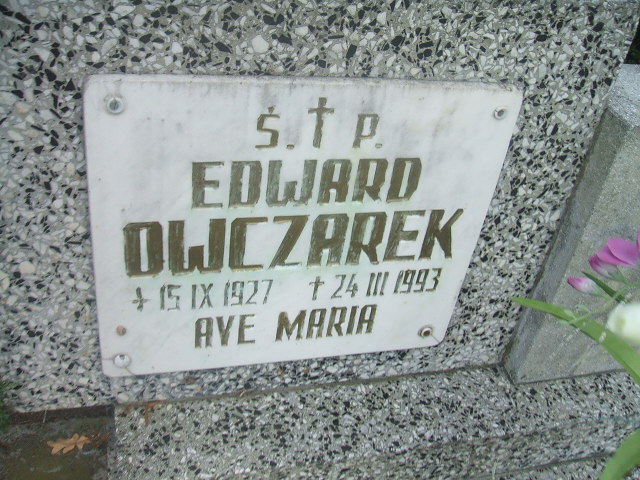 Ś. † P.
EDWARD
OWCZAREK
* 15 IX 1927 † 24 III 1993
AVE MARIA